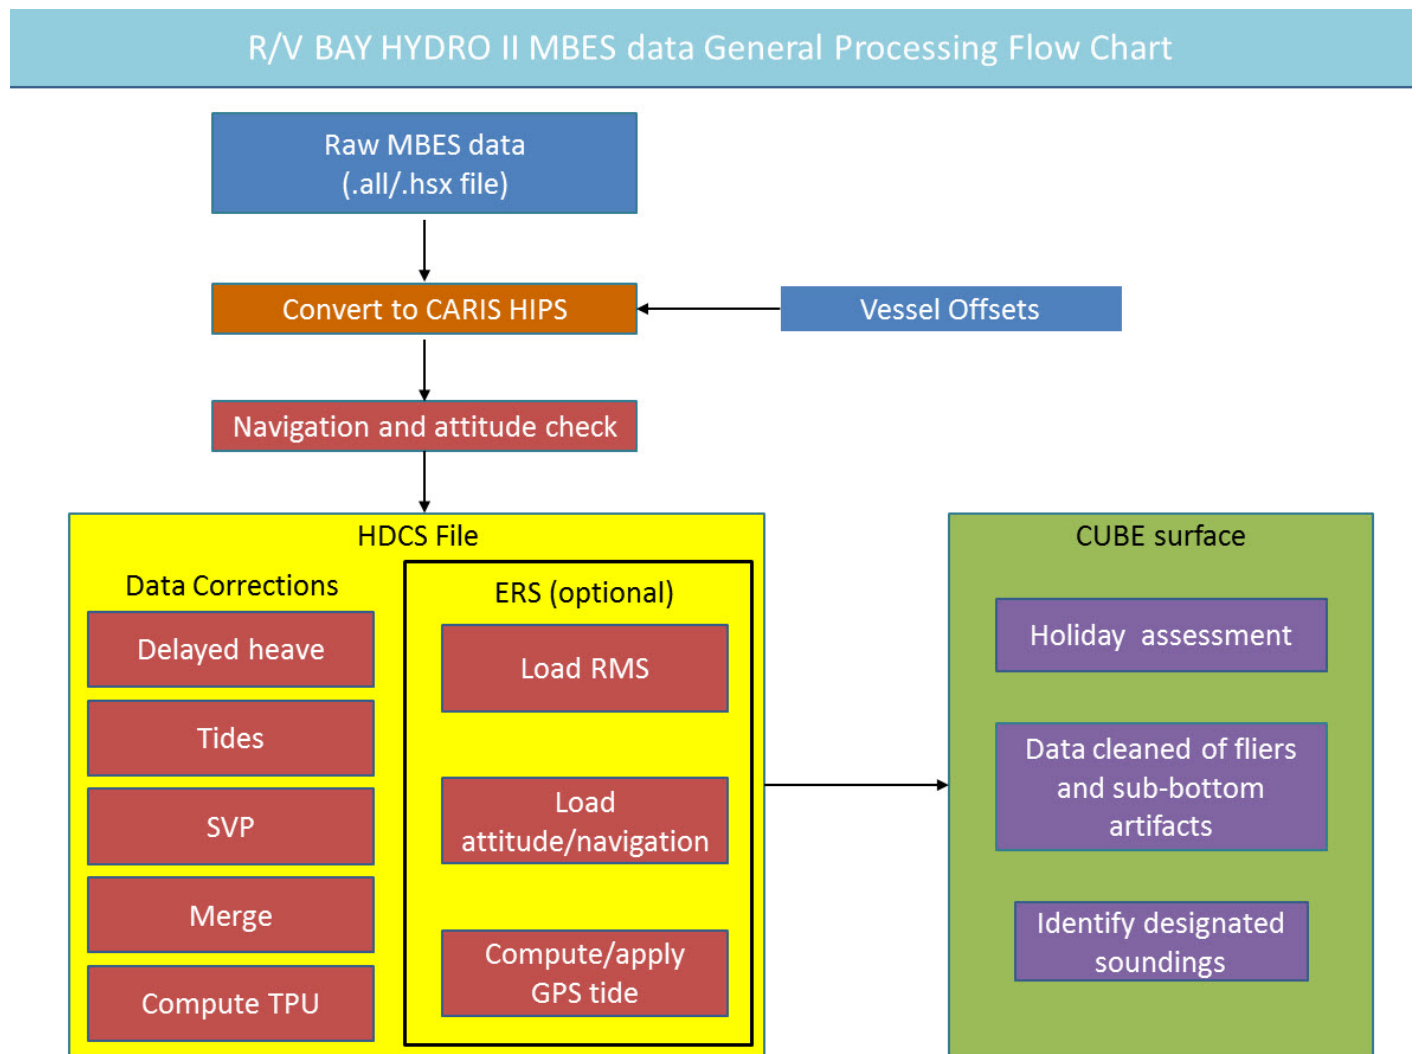 R/V BAY HYDRO II MBES data General Processing Flow Chart
Raw MBES data
(.all/.hsx file)
Convert to CARIS HIPS
Vessel Offsets
Navigation and attitude check
HDCS File
Data Corrections
Delayed heave
Tides
SVP
Merge
Compute TPU
ERS (optional)
Load RMS
Load
attitude/navigation
Compute/apply
GPS tide
CUBE surface
Holiday assessment
Data cleaned of fliers
and sub-bottom
artifacts
Identify designated
soundings